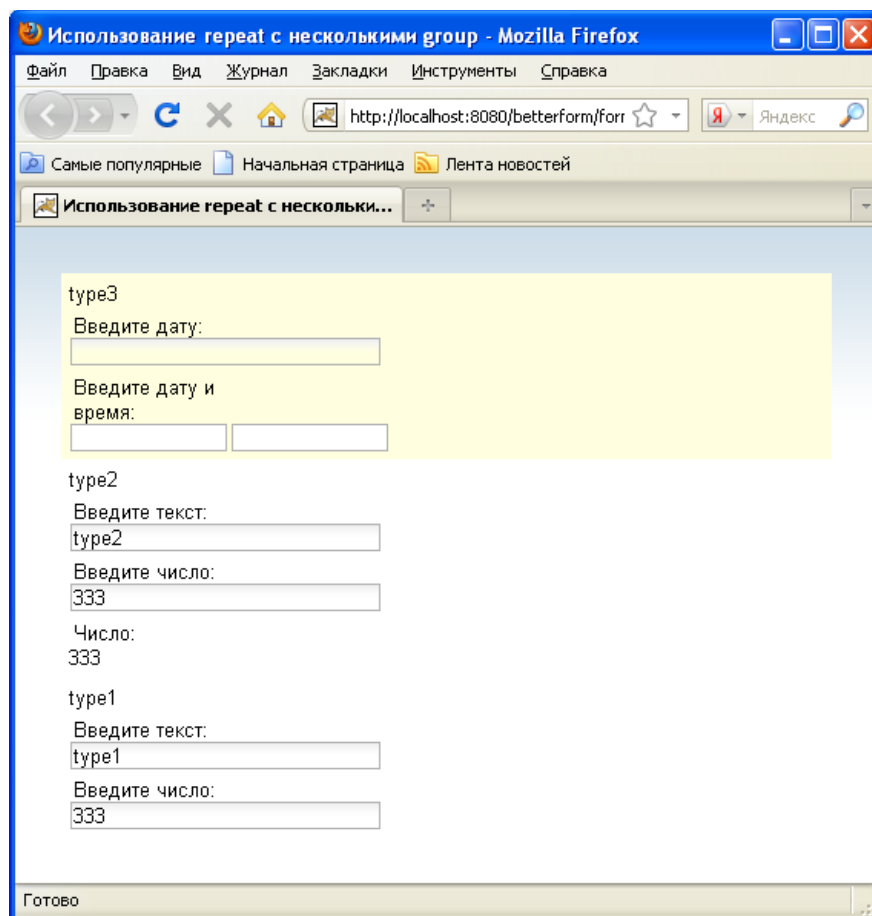 Использование repeat с несколькими group - Mozilla Firefox
Файл Правка Вид Журнал Закладки Инструменты Справка
http://localhost:8080/betterform/forr Я Яндекс
Самые популярные Начальная страница Лента новостей
Использование repeat с нескольки...
type3
Введите дату:
Введите дату и
время:
type2
Введите текст:
type2
Введите число:
333
Число:
333
type1
Введите текст:
type1
Введите число:
333
Готово